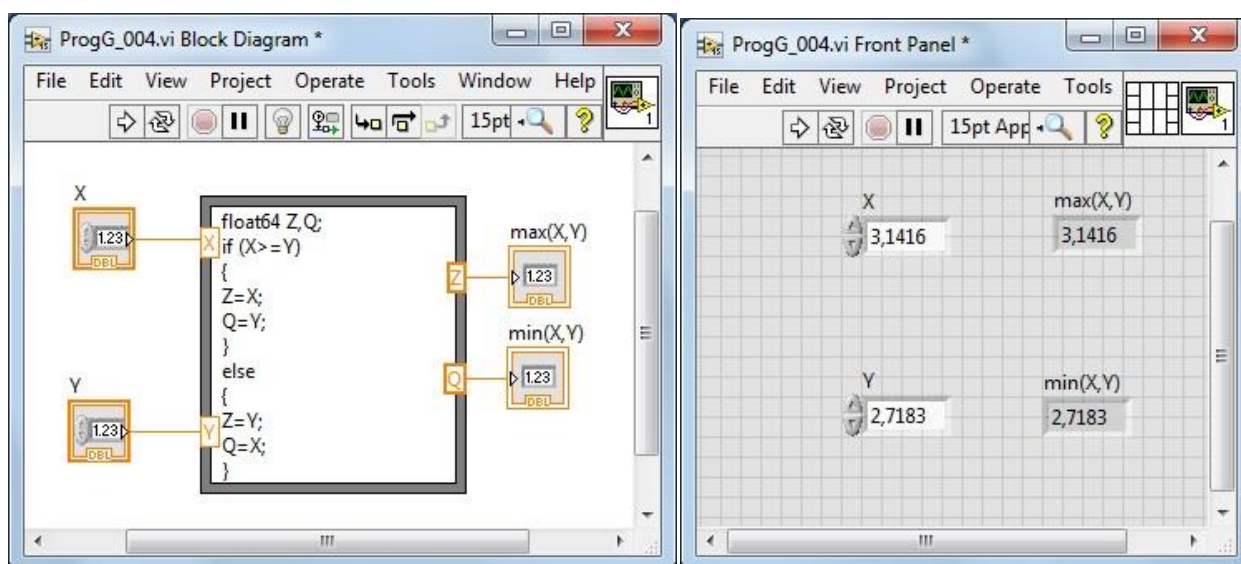 ProgG_004.vi Block Diagram *
File Edit View Project Operate Tools Window Help
15pt
1
X
1.23
DBL
Y
1.23
DBL
X
Y
float64 Z,Q;
if (X>=Y)
{
Z=X;
Q=Y;
}
else
{
Z=Y;
Q=X;
}
Z
Q
max(X,Y)
1.23
DBL
min(X,Y)
1.23
DBL
ProgG_004.vi Front Panel *
File Edit View Project Operate Tools
15pt App
1
X
3,1416
max(X,Y)
3,1416
Y
2,7183
min(X,Y)
2,7183